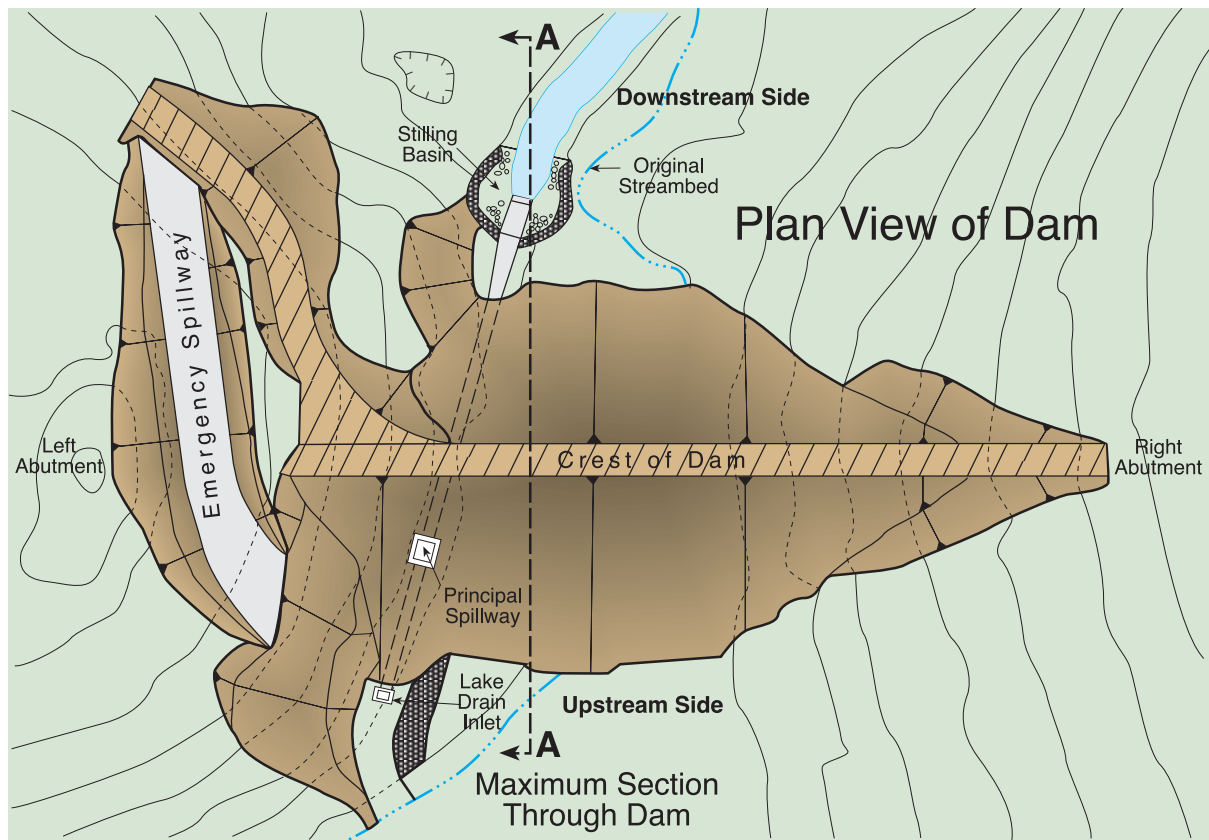 A
Downstream Side
Stilling
Basin
Original
Streambed
Plan View of Dam
Emergency Spillway
Left
Abutment
Crest of Dam
Right
Abutment
Principal
Spillway
Lake
Drain
Inlet
Upstream Side
A
Maximum Section
Through Dam